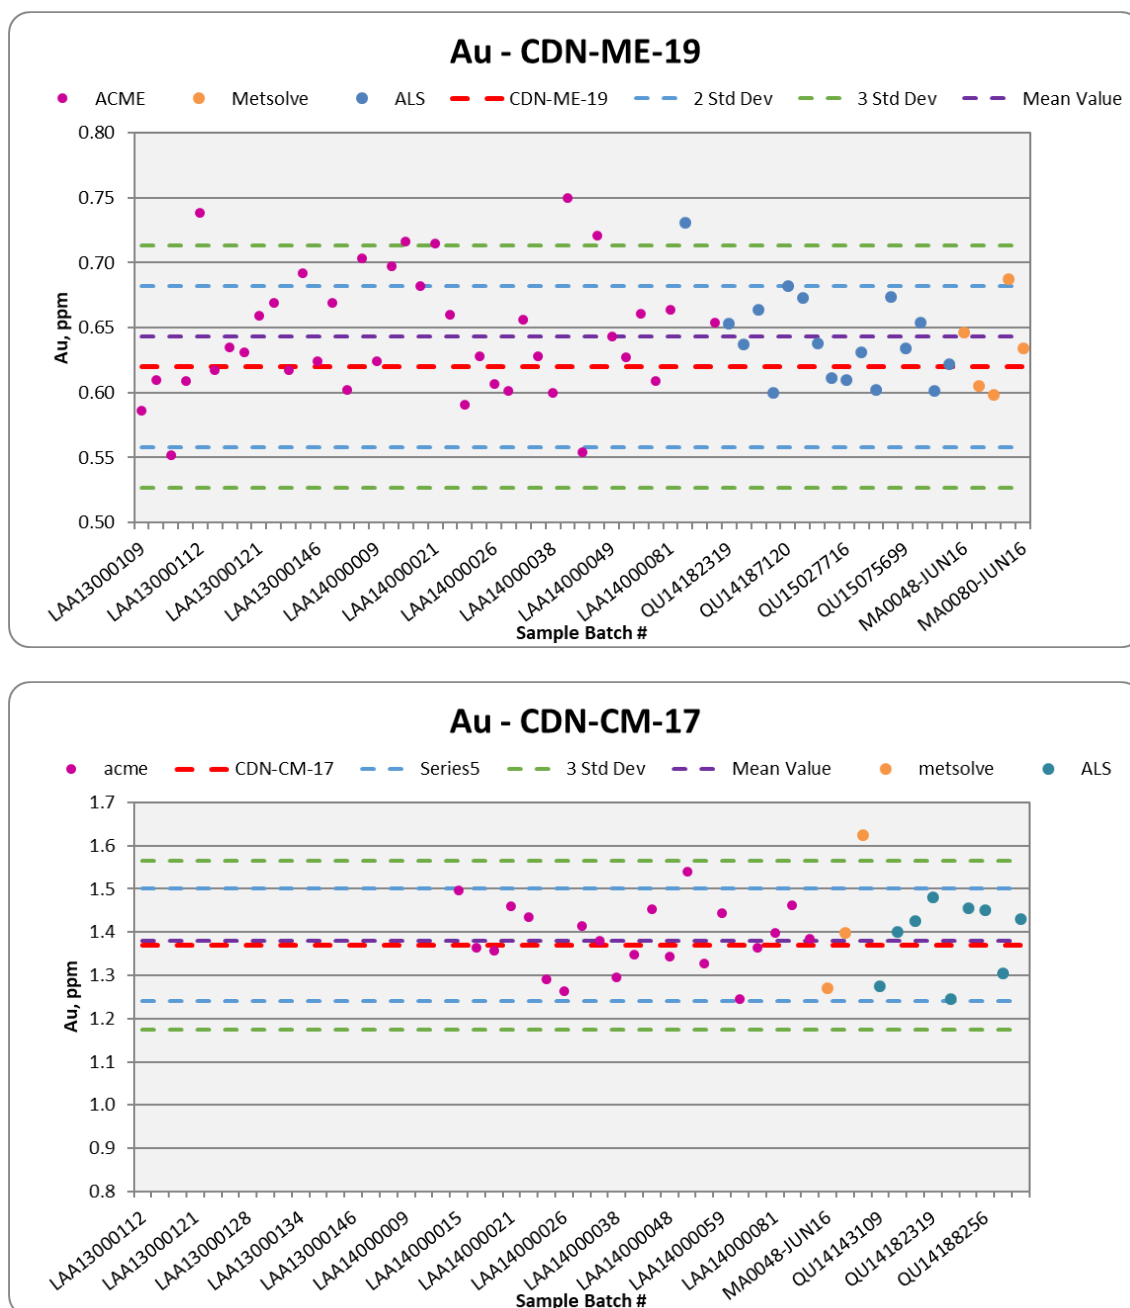 Au - CDN-ME-19
ACME Metsolve ALS CDN-ME-19 2 Std Dev 3 Std Dev Mean Value
0.80
0.75
0.70
0.65
0.60
0.55
0.50
Au, ppm
LAA13000109 LAA13000112 LAA13000121 LAA13000146 LAA14000009 LAA14000021 LAA14000026 LAA14000038 LAA14000049 LAA14000081 QU14182319 QU14187120 QU15027716 QU15075699 MA0048-JUN16 MA0080-JUN16
Sample Batch #
Au - CDN-CM-17
acme CDN-CM-17 Series5 3 Std Dev Mean Value metsolve ALS
1.7
1.6
1.5
1.4
1.3
1.2
1.1
1.0
0.9
0.8
Au, ppm
LAA13000112 LAA13000121 LAA13000128 LAA13000134 LAA13000146 LAA14000009 LAA14000015 LAA14000021 LAA14000026 LAA14000038 LAA14000048 LAA14000059 LAA14000081 MA0048-JUN16 QU14143109 QU14182319 QU14188256
Sample Batch #